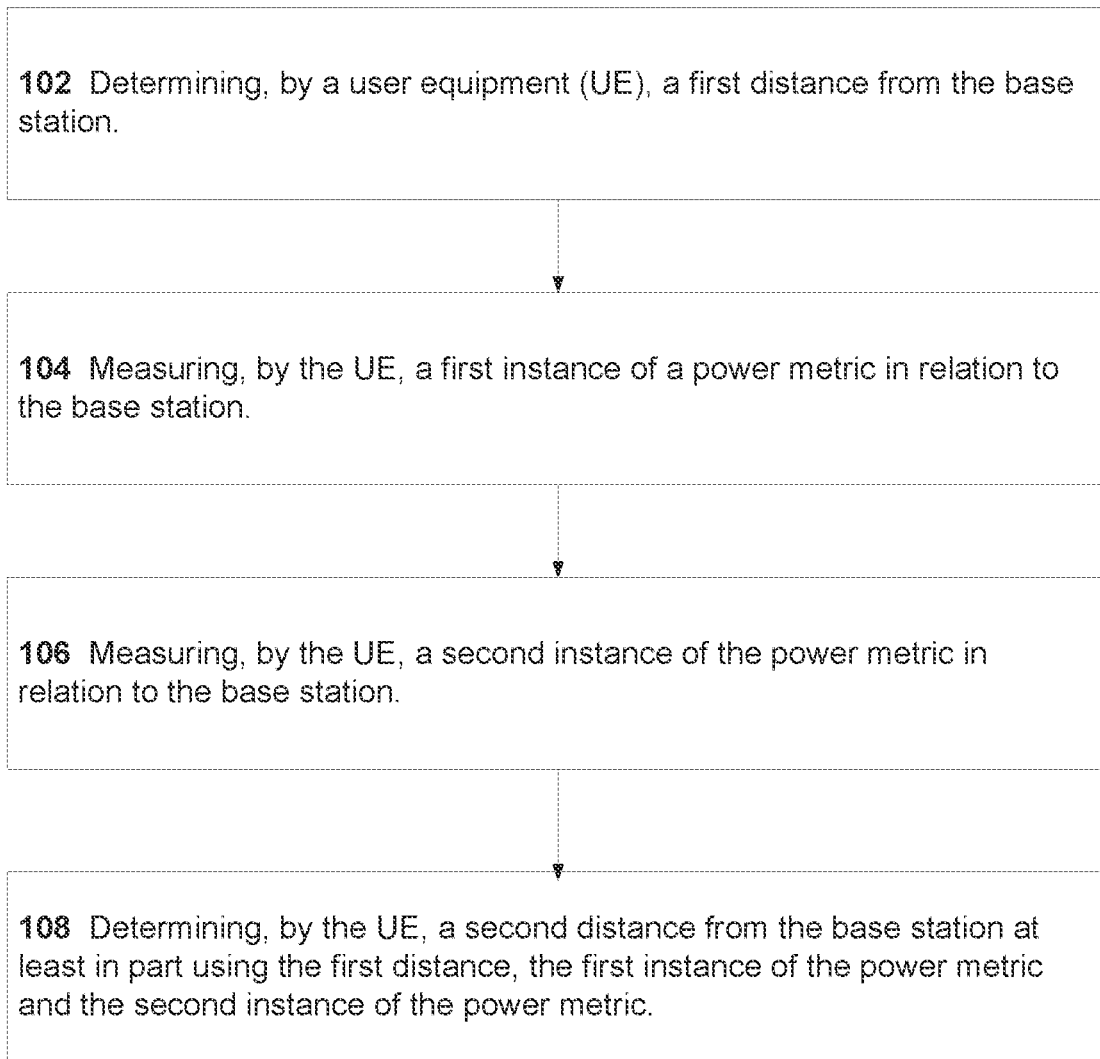 102 Determining, by a user equipment (UE), a first distance from the base
station.
104 Measuring, by the UE, a first instance of a power metric in relation to
the base station.
106 Measuring, by the UE, a second instance of the power metric in
relation to the base station.
108 Determining, by the UE, a second distance from the base station at
least in part using the first distance, the first instance of the power metric
and the second instance of the power metric.